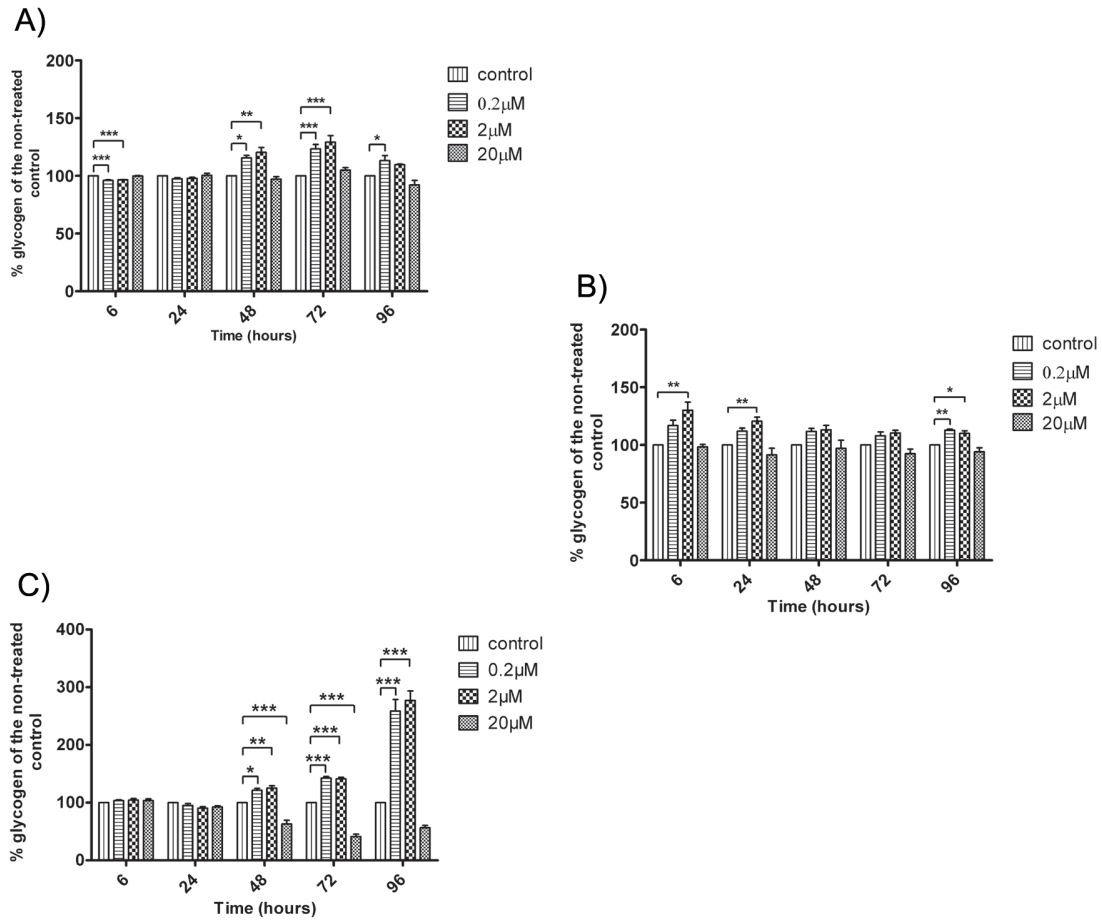 A)
% glycogen of the non-treated
control
200
150
100
50
0
***
***
*
**
***
***
*
6
24
48
72
96
Time (hours)
control
0.2µM
2µM
20µM
B)
% glycogen of the non-treated
control
200
150
100
50
0
**
**
*
**
6
24
48
72
96
Time (hours)
control
0.2µM
2µM
20µM
C)
% glycogen of the non-treated
control
400
300
200
100
0
***
**
*
***
***
***
***
***
6
24
48
72
96
Time (hours)
control
0.2µM
2µM
20µM